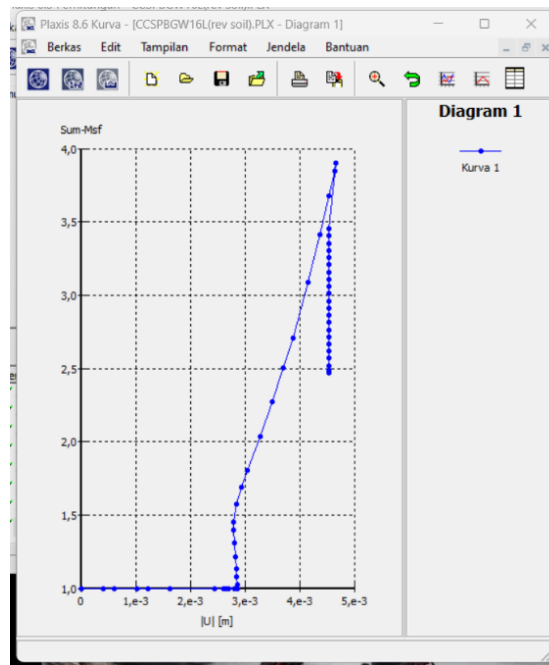 Plaxis 8.6 Kurva - [CCSPBGW16L(rev soil).PLX - Diagram 1]
Berkas Edit Tampilan Format Jendela Bantuan
Diagram 1
Kurva 1
Sum-Msf
4,0
3,5
3,0
2,5
2,0
1,5
1,0
0 1,e-3 2,e-3 3,e-3 4,e-3 5,e-3
|U| [m]